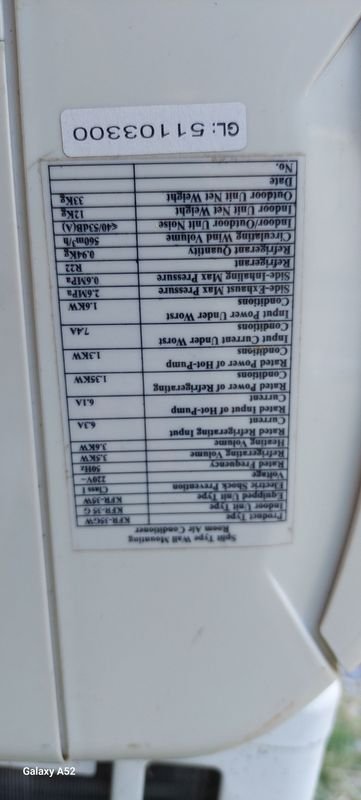 Split Type Wall Mounting
Room Air Conditioner
Product Type KFR-35GW
Indoor Unit Type KFR-35 G
Equipped Unit Type KFR-35W
Electric Shock Prevention Class I
Voltage 220V~
Rated Frequency 50Hz
Refrigerating Volume 3.5KW
Heating Volume 3.6KW
Rated Refrigerating Input
Current 6.3A
Rated Input of Hot-Pump
Current 6.1A
Rated Power of Refrigerating
Conditions 1.35KW
Rated Power of Hot-Pump
Conditions 1.3KW
Input Current Under Worst
Conditions 7.4A
Input Power Under Worst
Conditions 1.6KW
Side-Exhaust Max Pressure 2.6MPa
Side-Inhaling Max Pressure 0.6MPa
Refrigerant R22
Refrigerant Quantity 0.94Kg
Circulating Wind Volume 560m³/h
Indoor/Outdoor Unit Noise ≤40/53dB(A)
Indoor Unit Net Weight 12Kg
Outdoor Unit Net Weight 33Kg
Date
No.
GL: 51103300
Galaxy A52